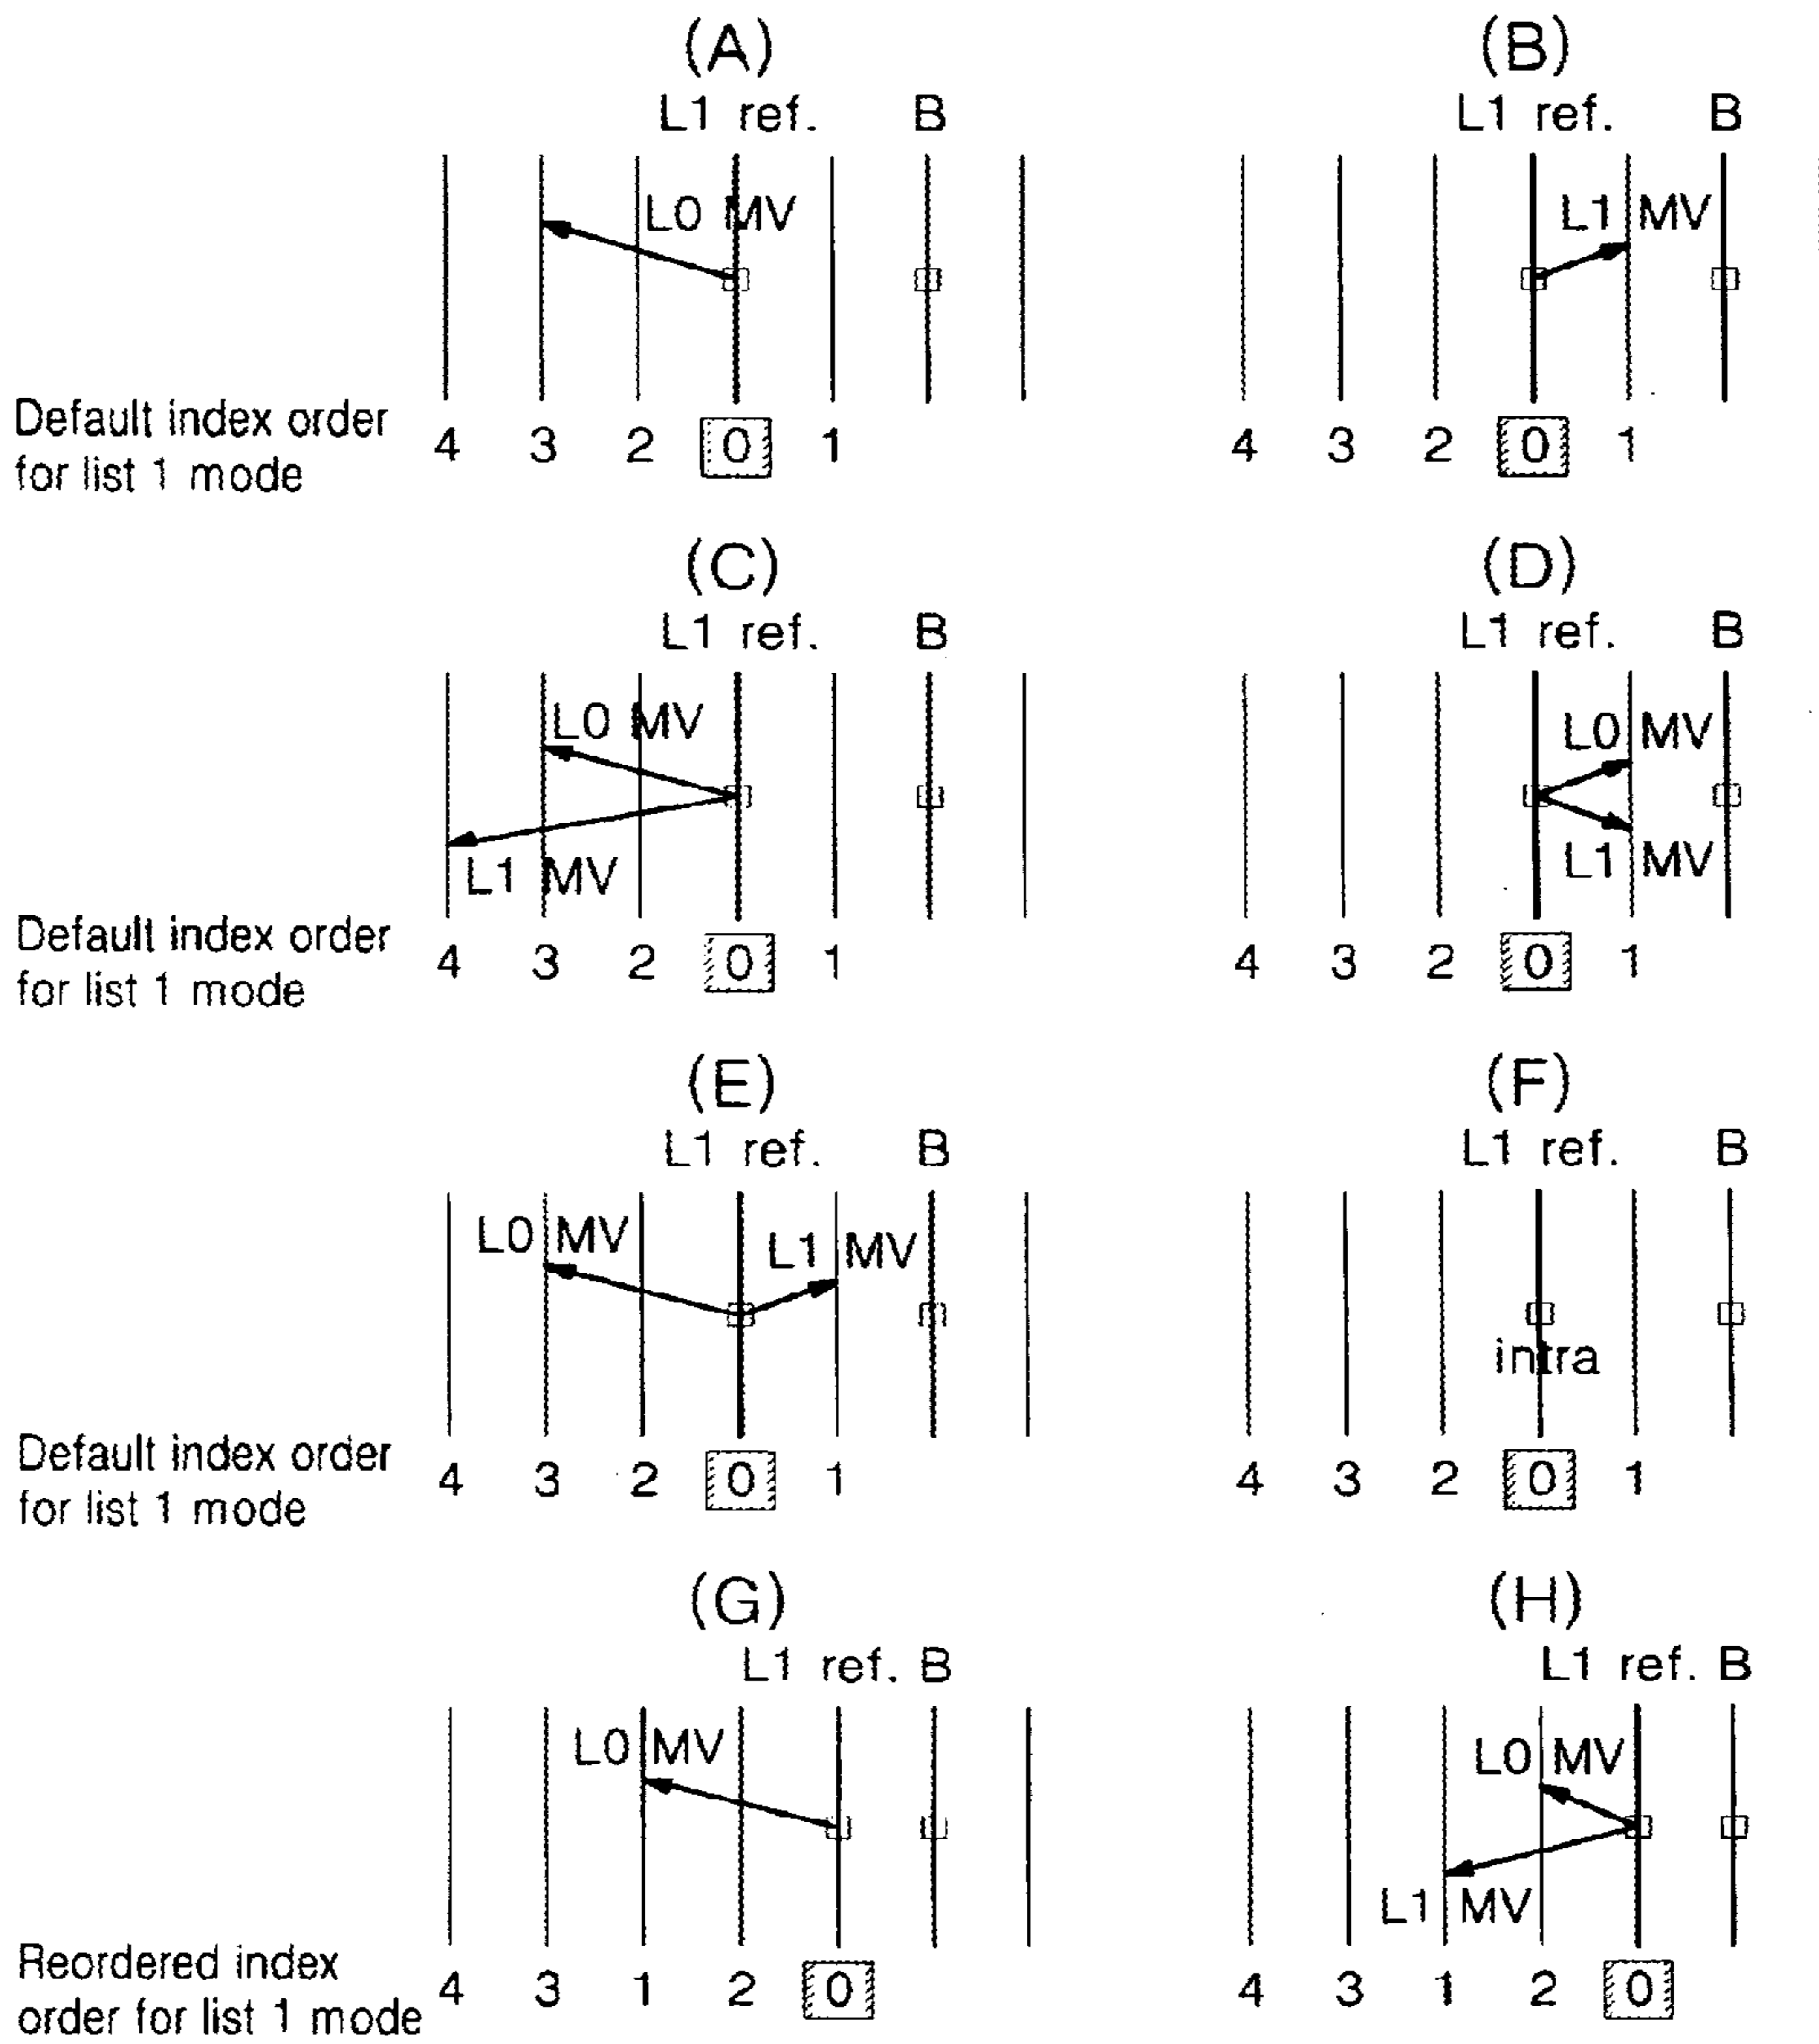 (A) (B)
L1 ref. B L1 ref. B
L0 MV L1 MV
Default index order
for list 1 mode
4 3 2 0 1 4 3 2 0 1
(C) (D)
L1 ref. B L1 ref. B
L0 MV L0 MV
L1 MV L1 MV
Default index order
for list 1 mode
4 3 2 0 1 4 3 2 0 1
(E) (F)
L1 ref. B L1 ref. B
L0 MV L1 MV
intra
Default index order
for list 1 mode
4 3 2 0 1 4 3 2 0 1
(G) (H)
L1 ref. B L1 ref. B
L0 MV L0 MV
L1 MV
Reordered index
order for list 1 mode
4 3 1 2 0 4 3 1 2 0